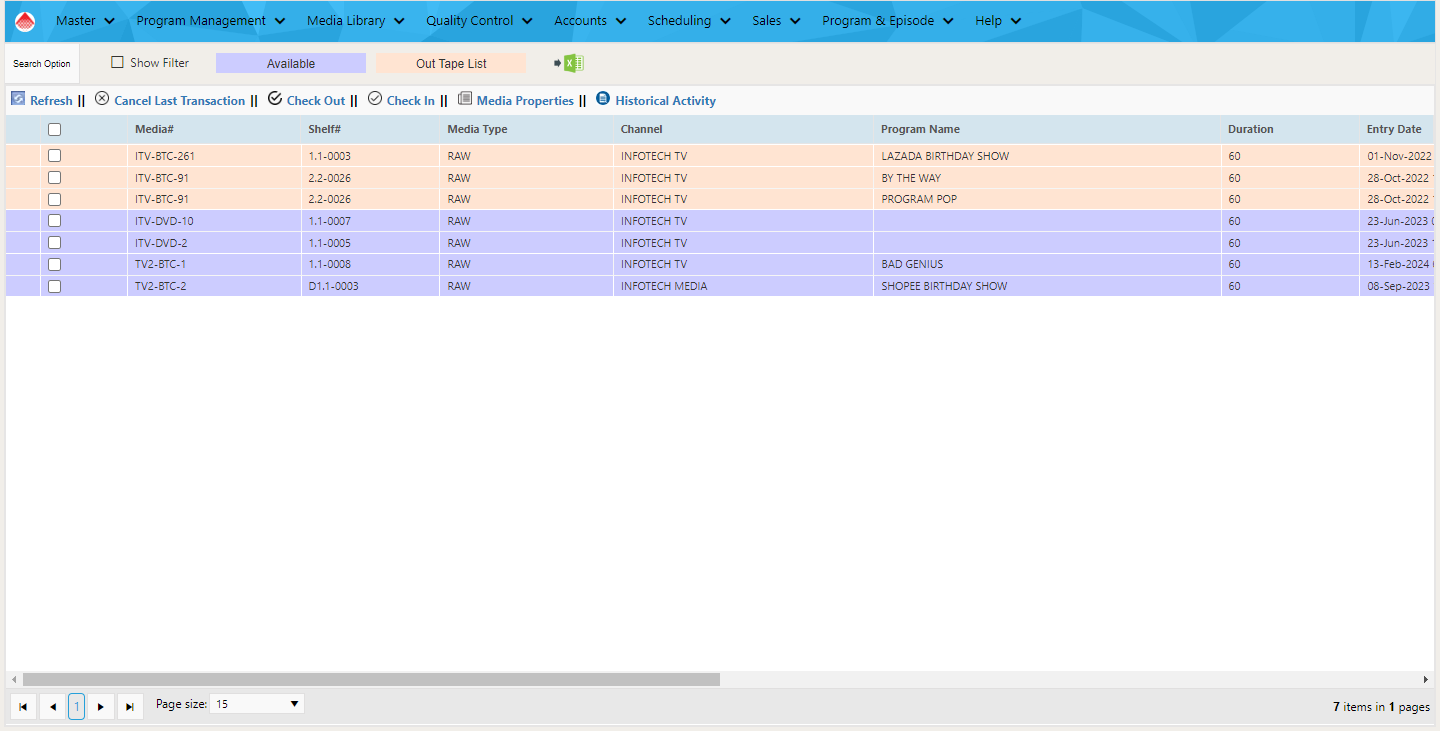 Master Program Management Media Library Quality Control Accounts Scheduling Sales Program & Episode Help
Search Option Show Filter Available Out Tape List
Refresh || Cancel Last Transaction || Check Out || Check In || Media Properties || Historical Activity
Media# Shelf# Media Type Channel Program Name Duration Entry Date
ITV-BTC-261 1.1-0003 RAW INFOTECH TV LAZADA BIRTHDAY SHOW 60 01-Nov-2022
ITV-BTC-91 2.2-0026 RAW INFOTECH TV BY THE WAY 60 28-Oct-2022
ITV-BTC-91 2.2-0026 RAW INFOTECH TV PROGRAM POP 60 28-Oct-2022
ITV-DVD-10 1.1-0007 RAW INFOTECH TV 60 23-Jun-2023
ITV-DVD-2 1.1-0005 RAW INFOTECH TV 60 23-Jun-2023
TV2-BTC-1 1.1-0008 RAW INFOTECH TV BAD GENIUS 60 13-Feb-2024
TV2-BTC-2 D1.1-0003 RAW INFOTECH MEDIA SHOPEE BIRTHDAY SHOW 60 08-Sep-2023
1 Page size: 15 7 items in 1 pages